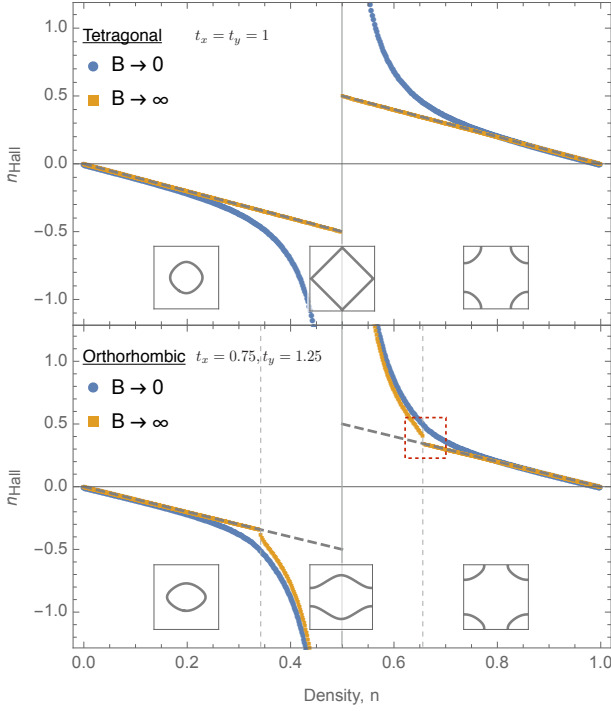 Tetragonal t_x = t_y = 1
B → 0
B → ∞
1.0
0.5
0.0
−0.5
−1.0
n_Hall
Orthorhombic t_x = 0.75, t_y = 1.25
B → 0
B → ∞
1.0
0.5
0.0
−0.5
−1.0
n_Hall
0.0 0.2 0.4 0.6 0.8 1.0
Density, n